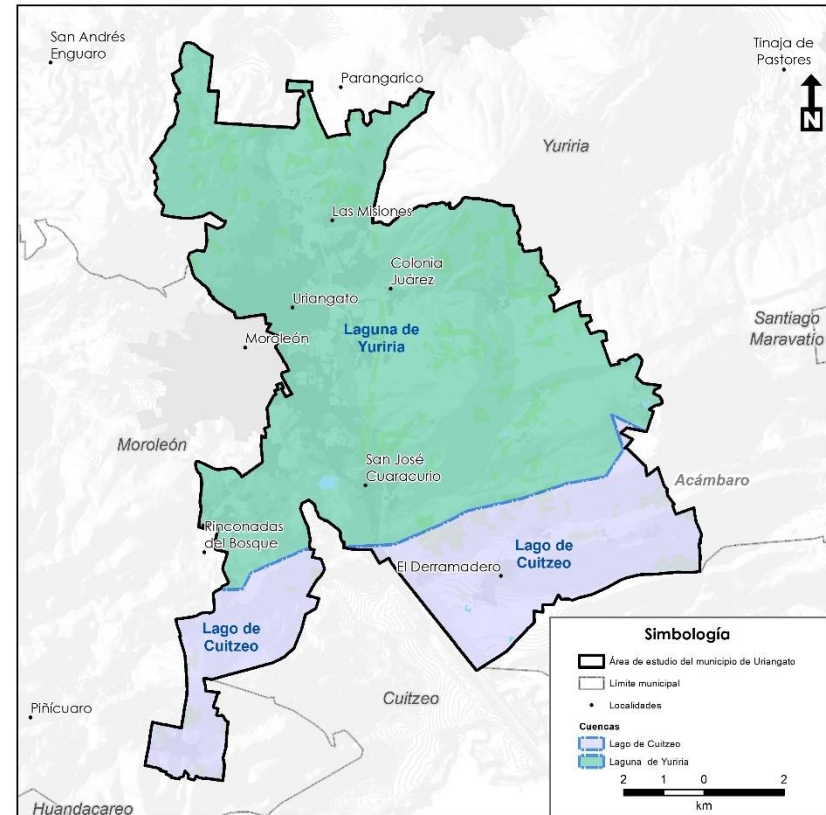 San Andrés
Enguaro
Parangarico
Tinaja de
Pastores
N
Yuriria
Las Misiones
Colonia
Juárez
Uriangato
Laguna de
Yuriria
Moroleón
Santiago
Maravatío
Moroleón
San José
Cuaracurio
Acámbaro
Rinconadas
del Bosque
Lago de
Cuitzeo
El Derramadero
Lago de
Cuitzeo
Cuitzeo
Piñícuaro
Huandacareo
Simbología
Área de estudio del municipio de Uriangato
Límite municipal
Localidades
Cuencas
Lago de Cuitzeo
Laguna de Yuriria
2 1 0 2
km